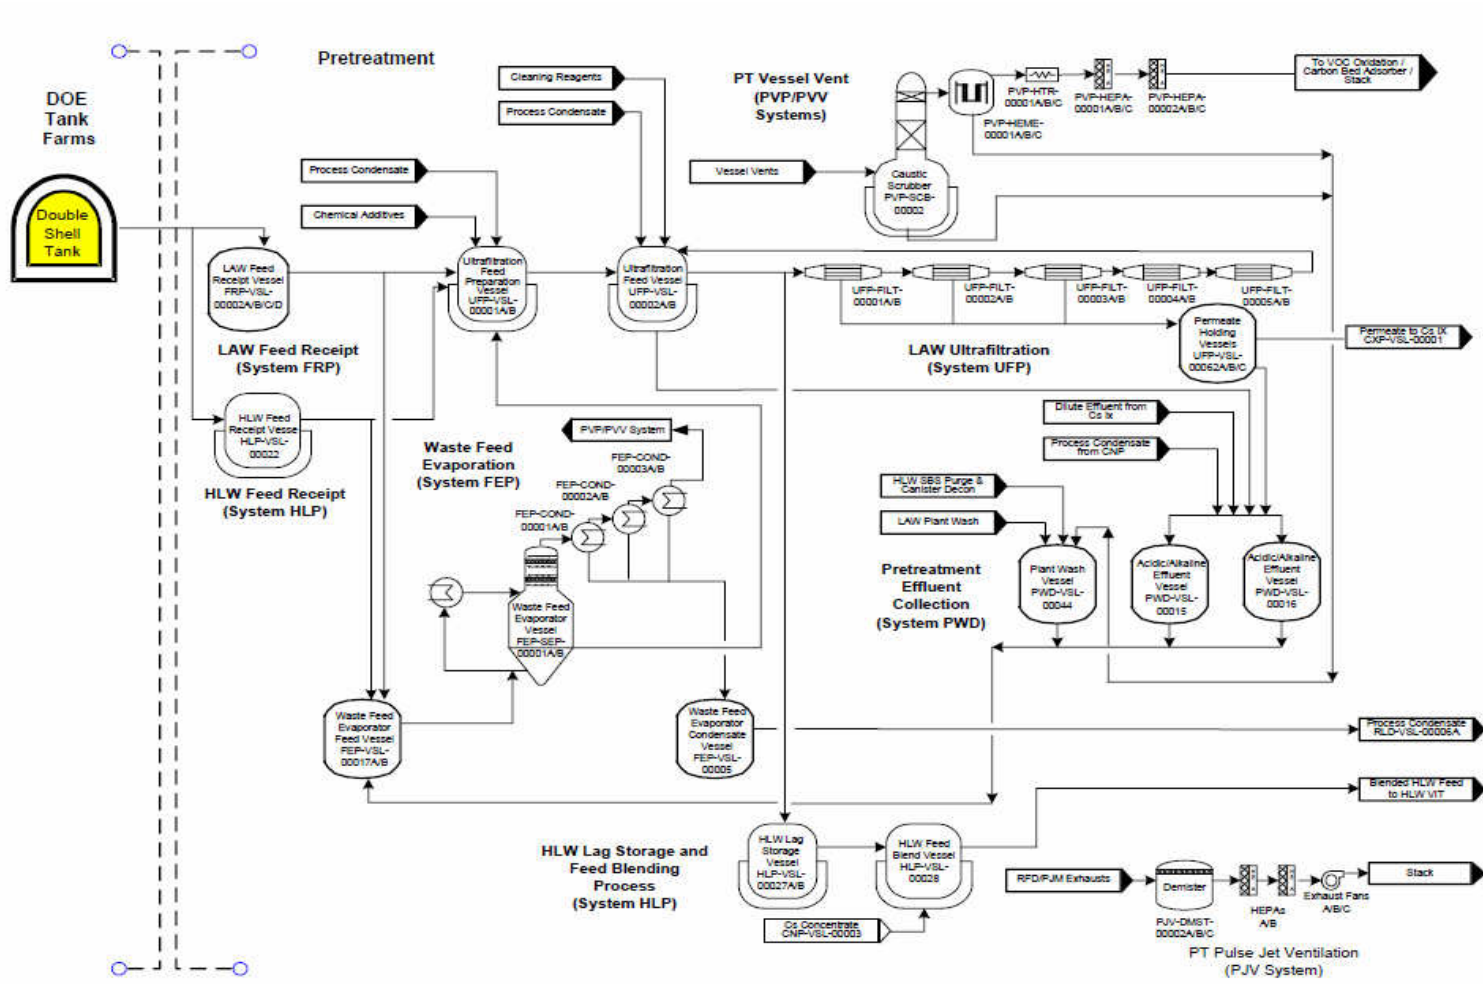 Pretreatment
DOE
Tank
Farms
Double
Shell
Tank
Cleaning Reagents
Process Condensate
Process Condensate
Chemical Additives
PT Vessel Vent
(PVP/PVV
Systems)
Vessel Vents
Caustic
Scrubber
PVP-SCB-
00002
PVP-HEME-
00001A/B/C
PVP-HTR-
00001A/B/C
PVP-HEPA-
00001A/B/C
PVP-HEPA-
00002A/B/C
To VOC Oxidation /
Carbon Bed Adsorber /
Stack
LAW Feed
Receipt Vessel
FRP-VSL-
00002A/B/C/D
LAW Feed Receipt
(System FRP)
Ultrafiltration
Feed
Preparation
Vessel
UFP-VSL-
00001A/B
Ultrafiltration
Feed Vessel
UFP-VSL-
00002A/B
UFP-FILT-
00001A/B
UFP-FILT-
00002A/B
UFP-FILT-
00003A/B
UFP-FILT-
00004A/B
UFP-FILT-
00005A/B
LAW Ultrafiltration
(System UFP)
Permeate
Holding
Vessels
UFP-VSL-
00062A/B/C
Permeate to Cs IX
CXP-VSL-00001
HLW Feed
Receipt Vesse
HLP-VSL-
00022
HLW Feed Receipt
(System HLP)
Waste Feed
Evaporation
(System FEP)
PVP/PVV System
FEP-COND-
00003A/B
FEP-COND-
00002A/B
FEP-COND-
00001A/B
Waste Feed
Evaporator
Vessel
FEP-SEP-
00001A/B
Dilute Effluent from
Cs Ix
Process Condensate
from CNP
HLW SBS Purge &
Canister Decon
LAW Plant Wash
Pretreatment
Effluent
Collection
(System PWD)
Plant Wash
Vessel
PWD-VSL-
00044
Acidic/Alkaline
Effluent
Vessel
PWD-VSL-
00015
Acidic/Alkaline
Effluent
Vessel
PWD-VSL-
00016
Waste Feed
Evaporator
Feed Vessel
FEP-VSL-
00017A/B
Waste Feed
Evaporator
Condensate
Vessel
FEP-VSL-
00005
Process Condensate
RLD-VSL-00006A
Blended HLW Feed
to HLW VIT
HLW Lag Storage and
Feed Blending
Process
(System HLP)
HLW Lag
Storage
Vessel
HLP-VSL-
00027A/B
HLW Feed
Blend Vessel
HLP-VSL-
00028
Cs Concentrate
CNP-VSL-00003
RFD/PJM Exhausts
Demister
PJV-DMST-
00002A/B/C
HEPAs
A/B
Exhaust Fans
A/B/C
Stack
PT Pulse Jet Ventilation
(PJV System)